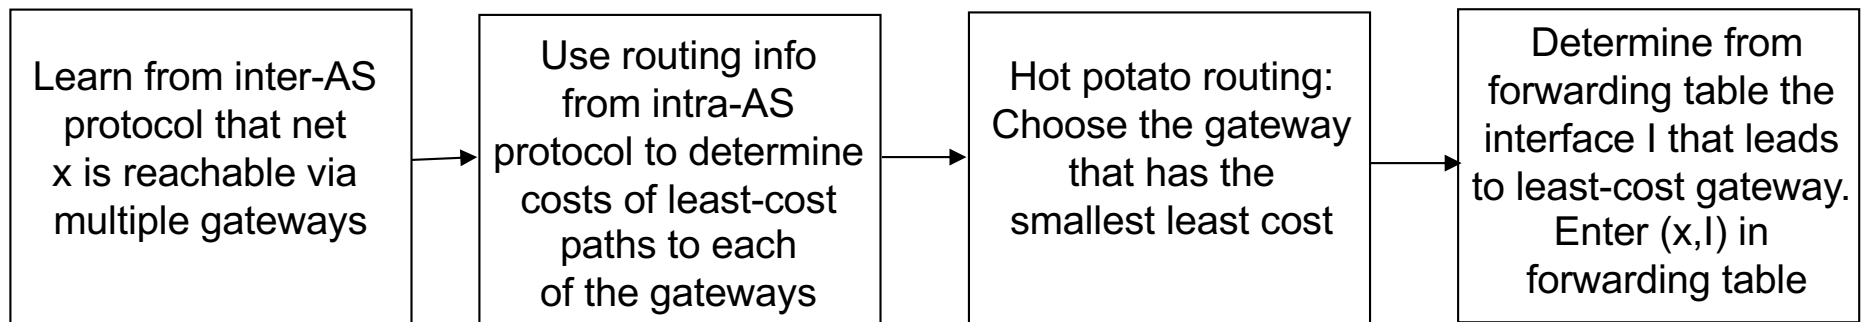 Learn from inter-AS
protocol that net
x is reachable via
multiple gateways
Use routing info
from intra-AS
protocol to determine
costs of least-cost
paths to each
of the gateways
Hot potato routing:
Choose the gateway
that has the
smallest least cost
Determine from
forwarding table the
interface I that leads
to least-cost gateway.
Enter (x,I) in
forwarding table